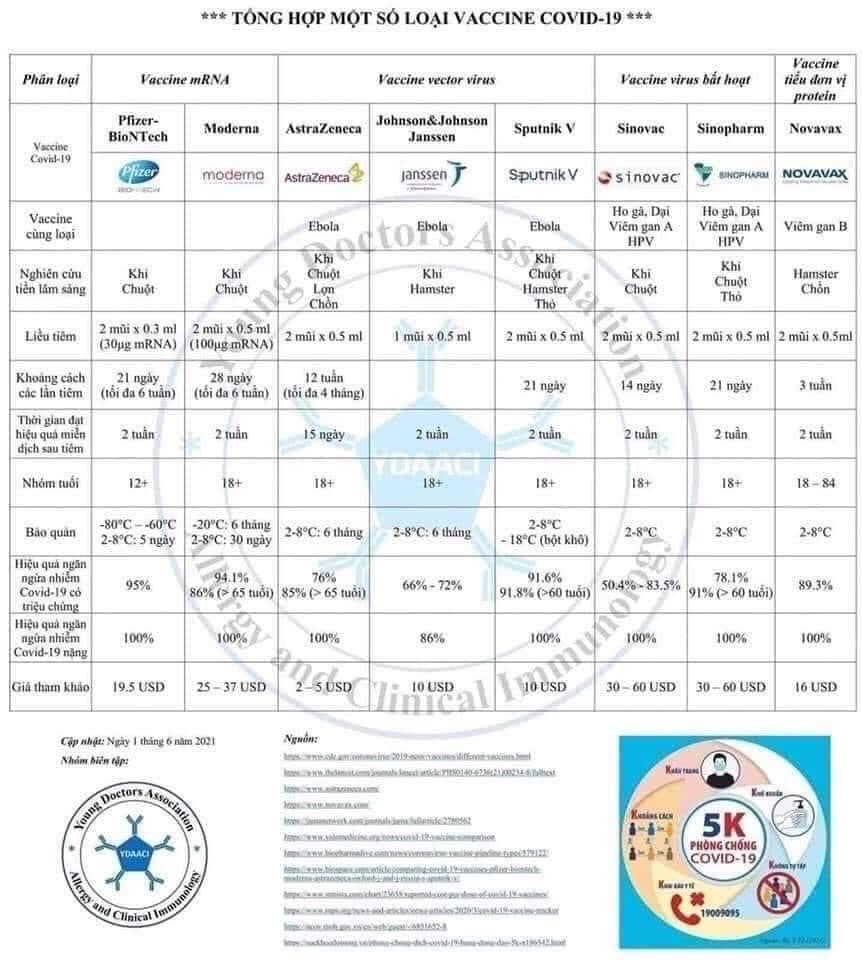 *** TỔNG HỢP MỘT SỐ LOẠI VACCINE COVID-19 ***
Phân loại Vaccine mRNA Vaccine vector virus Vaccine virus bất hoạt Vaccine tiểu đơn vị protein
Vaccine Covid-19
Pfizer-BioNTech Moderna AstraZeneca Johnson&Johnson Janssen Sputnik V Sinovac Sinopharm Novavax
Pfizer BIONTECH moderna AstraZeneca janssen Sputnik V sinovac SINOPHARM NOVAVAX
Vaccine cùng loại Ebola Ebola Ebola Ho gà, Dại Viêm gan A HPV Ho gà, Dại Viêm gan A HPV Viêm gan B
Nghiên cứu tiền lâm sàng Khỉ Chuột Khỉ Chuột Khỉ Chuột Lợn Chồn Khỉ Hamster Khỉ Chuột Hamster Thỏ Khỉ Chuột Khỉ Chuột Thỏ Hamster Chồn
Liều tiêm 2 mũi x 0.3 ml (30µg mRNA) 2 mũi x 0.5 ml (100µg mRNA) 2 mũi x 0.5 ml 1 mũi x 0.5 ml 2 mũi x 0.5 ml 2 mũi x 0.5 ml 2 mũi x 0.5 ml 2 mũi x 0.5ml
Khoảng cách các lần tiêm 21 ngày (tối đa 6 tuần) 28 ngày (tối đa 6 tuần) 12 tuần (tối đa 4 tháng) 21 ngày 14 ngày 21 ngày 3 tuần
Thời gian đạt hiệu quả miễn dịch sau tiêm 2 tuần 2 tuần 15 ngày 2 tuần 2 tuần 2 tuần 2 tuần 2 tuần
Nhóm tuổi 12+ 18+ 18+ 18+ 18+ 18+ 18+ 18 – 84
Bảo quản -80°C – -60°C 2-8°C: 5 ngày -20°C: 6 tháng 2-8°C: 30 ngày 2-8°C: 6 tháng 2-8°C: 6 tháng 2-8°C - 18°C (bột khô) 2-8°C 2-8°C 2-8°C
Hiệu quả ngăn ngừa nhiễm Covid-19 có triệu chứng 95% 94.1% 86% (> 65 tuổi) 76% 85% (> 65 tuổi) 66% - 72% 91.6% 91.8% (>60 tuổi) 50.4% - 83.5% 78.1% 91% (> 60 tuổi) 89.3%
Hiệu quả ngăn ngừa nhiễm Covid-19 nặng 100% 100% 100% 86% 100% 100% 100% 100%
Giá tham khảo 19.5 USD 25 – 37 USD 2 – 5 USD 10 USD 10 USD 30 – 60 USD 30 – 60 USD 16 USD
Young Doctors Association
YDAACI
Allergy and Clinical Immunology
Cập nhật: Ngày 1 tháng 6 năm 2021
Nhóm biên tập:
Young Doctors Association
YDAACI
Allergy and Clinical Immunology
Nguồn:
https://www.cdc.gov/coronavirus/2019-ncov/vaccines/different-vaccines.html
https://www.thelancet.com/journals/lancet/article/PIIS0140-6736(21)00234-8/fulltext
https://www.astrazeneca.com/
https://www.novavax.com/
https://jamanetwork.com/journals/jama/fullarticle/2780562
https://www.yalemedicine.org/news/covid-19-vaccine-comparison
https://www.biopharmadive.com/news/coronavirus-vaccine-pipeline-types/579122/
https://www.biospace.com/article/comparing-covid-19-vaccines-pfizer-biontech-
moderna-astrazeneca-oxford-j-and-j-russia-s-sputnik-v/
https://www.statista.com/chart/23658/reported-cost-per-dose-of-covid-19-vaccines/
https://www.raps.org/news-and-articles/news-articles/2020/3/covid-19-vaccine-tracker
https://ncov.moh.gov.vn/en/web/guest/-/6851652-8
KHẨU TRANG
KHỬ KHUẨN
KHOẢNG CÁCH
5K
PHÒNG CHỐNG
COVID-19
KHÔNG TỤ TẬP
KHAI BÁO Y TẾ
19009095